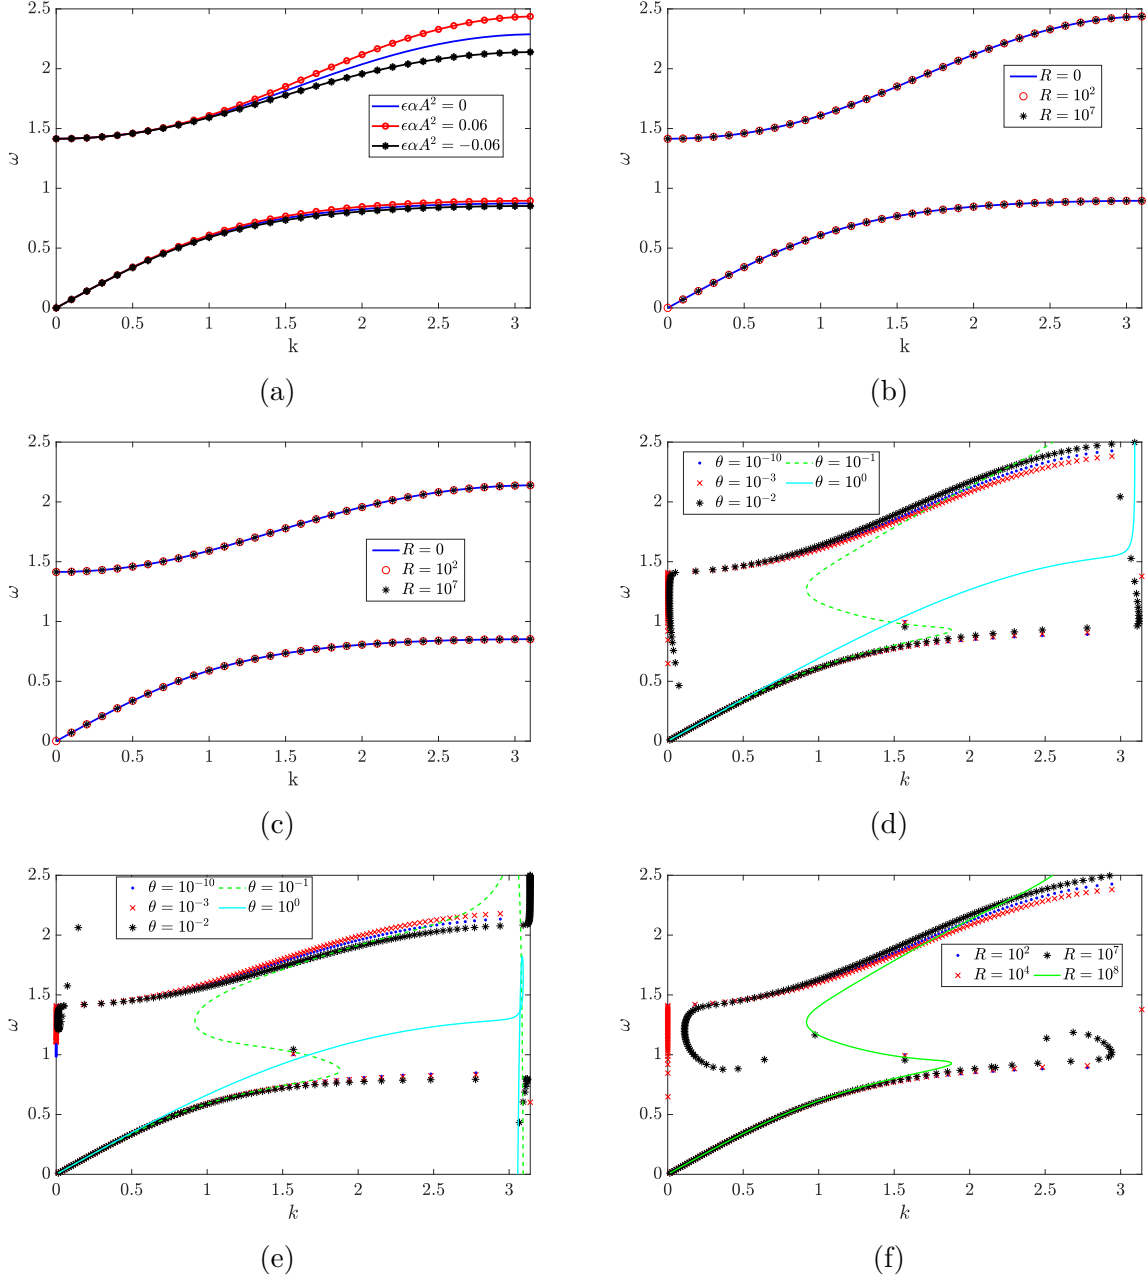 2.5
2
1.5
1
0.5
0
ω
ϵαA² = 0
ϵαA² = 0.06
ϵαA² = −0.06
0 0.5 1 1.5 2 2.5 3
k
(a)
2.5
2
1.5
1
0.5
0
ω
R = 0
R = 10²
R = 10⁷
0 0.5 1 1.5 2 2.5 3
k
(b)
2.5
2
1.5
1
0.5
0
ω
R = 0
R = 10²
R = 10⁷
0 0.5 1 1.5 2 2.5 3
k
(c)
2.5
2
1.5
1
0.5
0
ω
θ = 10⁻¹⁰ θ = 10⁻¹
θ = 10⁻³ θ = 10⁰
θ = 10⁻²
0 0.5 1 1.5 2 2.5 3
k
(d)
2.5
2
1.5
1
0.5
0
ω
θ = 10⁻¹⁰ θ = 10⁻¹
θ = 10⁻³ θ = 10⁰
θ = 10⁻²
0 0.5 1 1.5 2 2.5 3
k
(e)
2.5
2
1.5
1
0.5
0
ω
R = 10² R = 10⁷
R = 10⁴ R = 10⁸
0 0.5 1 1.5 2 2.5 3
k
(f)